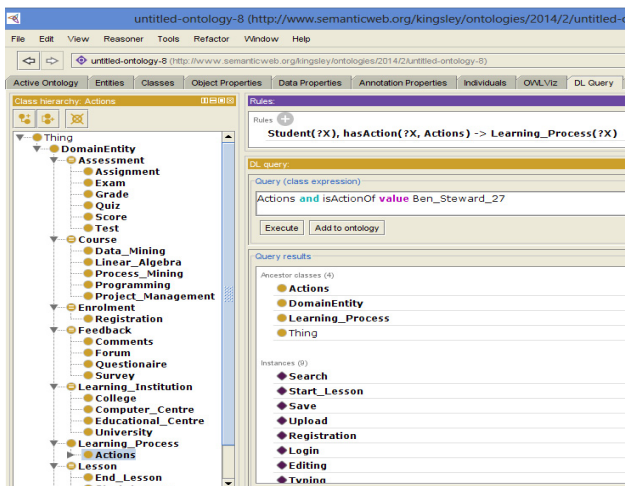 untitled-ontology-8 (http://www.semanticweb.org/kingsley/ontologies/2014/2/untitled-o
File Edit View Reasoner Tools Refactor Window Help
untitled-ontology-8 (http://www.semanticweb.org/kingsley/ontologies/2014/2/untitled-ontology-8)
Active Ontology Entities Classes Object Properties Data Properties Annotation Properties Individuals OWLViz DL Query
Class hierarchy: Actions
Thing
DomainEntity
Assessment
Assignment
Exam
Grade
Quiz
Score
Test
Course
Data_Mining
Linear_Algebra
Process_Mining
Programming
Project_Management
Enrolment
Registration
Feedback
Comments
Forum
Questionaire
Survey
Learning_Institution
College
Computer_Centre
Educational_Centre
University
Learning_Process
Actions
Lesson
End_Lesson
Rules:
Rules
Student(?X), hasAction(?X, Actions) -> Learning_Process(?X)
DL query:
Query (class expression)
Actions and isActionOf value Ben_Steward_27
Execute Add to ontology
Query results
Ancestor classes (4)
Actions
DomainEntity
Learning_Process
Thing
Instances (9)
Search
Start_Lesson
Save
Upload
Registration
Login
Editing
Typing